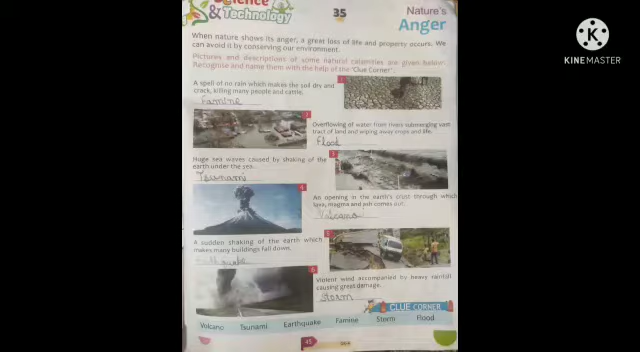 Science
& Technology
35
Nature's
Anger
When nature shows its anger, a great loss of life and property occurs. We
can avoid it by conserving our environment.
Pictures and descriptions of some natural calamities are given below.
Recognise and name them with the help of the 'Clue Corner'.
A spell of no rain which makes the soil dry and
crack, killing many people and cattle.
Famine
1
2
Overflowing of water from rivers submerging vast
tract of land and wiping away crops and life.
Flood
Huge sea waves caused by shaking of the
earth under the sea.
Tsunami
3
4
An opening in the earth's crust through which
lava, magma and ash comes out.
Volcano
A sudden shaking of the earth which
makes many buildings fall down.
5
6
Violent wind accompanied by heavy rainfall
causing great damage.
Storm
CLUE CORNER
Volcano Tsunami Earthquake Famine Storm Flood
45
KINEMASTER